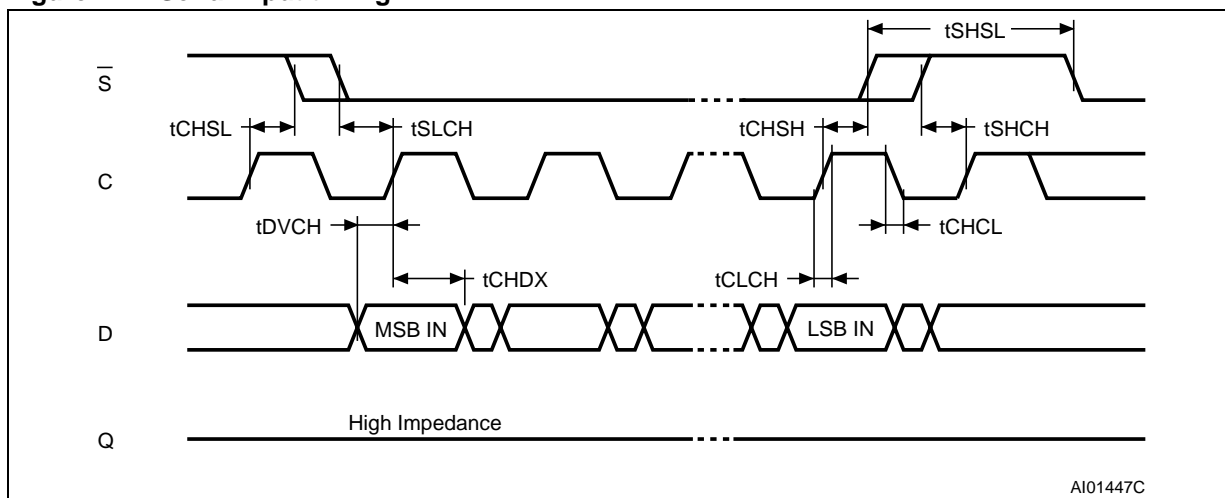 tSHSL
S
tCHSL
tSLCH
tCHSH
tSHCH
C
tDVCH
tCHCL
tCHDX
tCLCH
D
MSB IN
LSB IN
High Impedance
Q
AI01447C